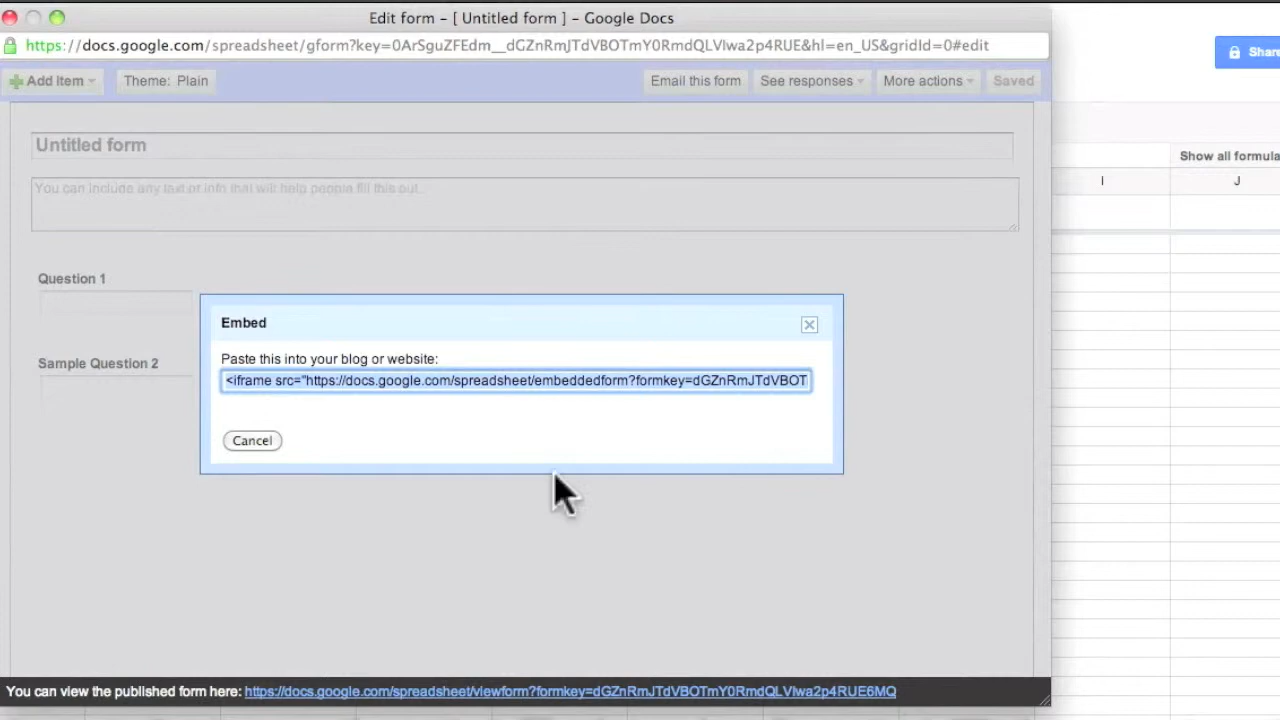 Edit form - [ Untitled form ] - Google Docs
https://docs.google.com/spreadsheet/gform?key=0ArSguZFEdm__dGZnRmJTdVBOTmY0RmdQLVlwa2p4RUE&hl=en_US&gridId=0#edit
Share
Add item
Theme: Plain
Email this form
See responses
More actions
Saved
Untitled form
Show all formula
I
J
You can include any text or info that will help people fill this out.
Question 1
Embed
Paste this into your blog or website:
Sample Question 2
<iframe src="https://docs.google.com/spreadsheet/embeddedform?formkey=dGZnRmJTdVBOT
Cancel
You can view the published form here: https://docs.google.com/spreadsheet/viewform?formkey=dGZnRmJTdVBOTmY0RmdQLVlwa2p4RUE6MQ